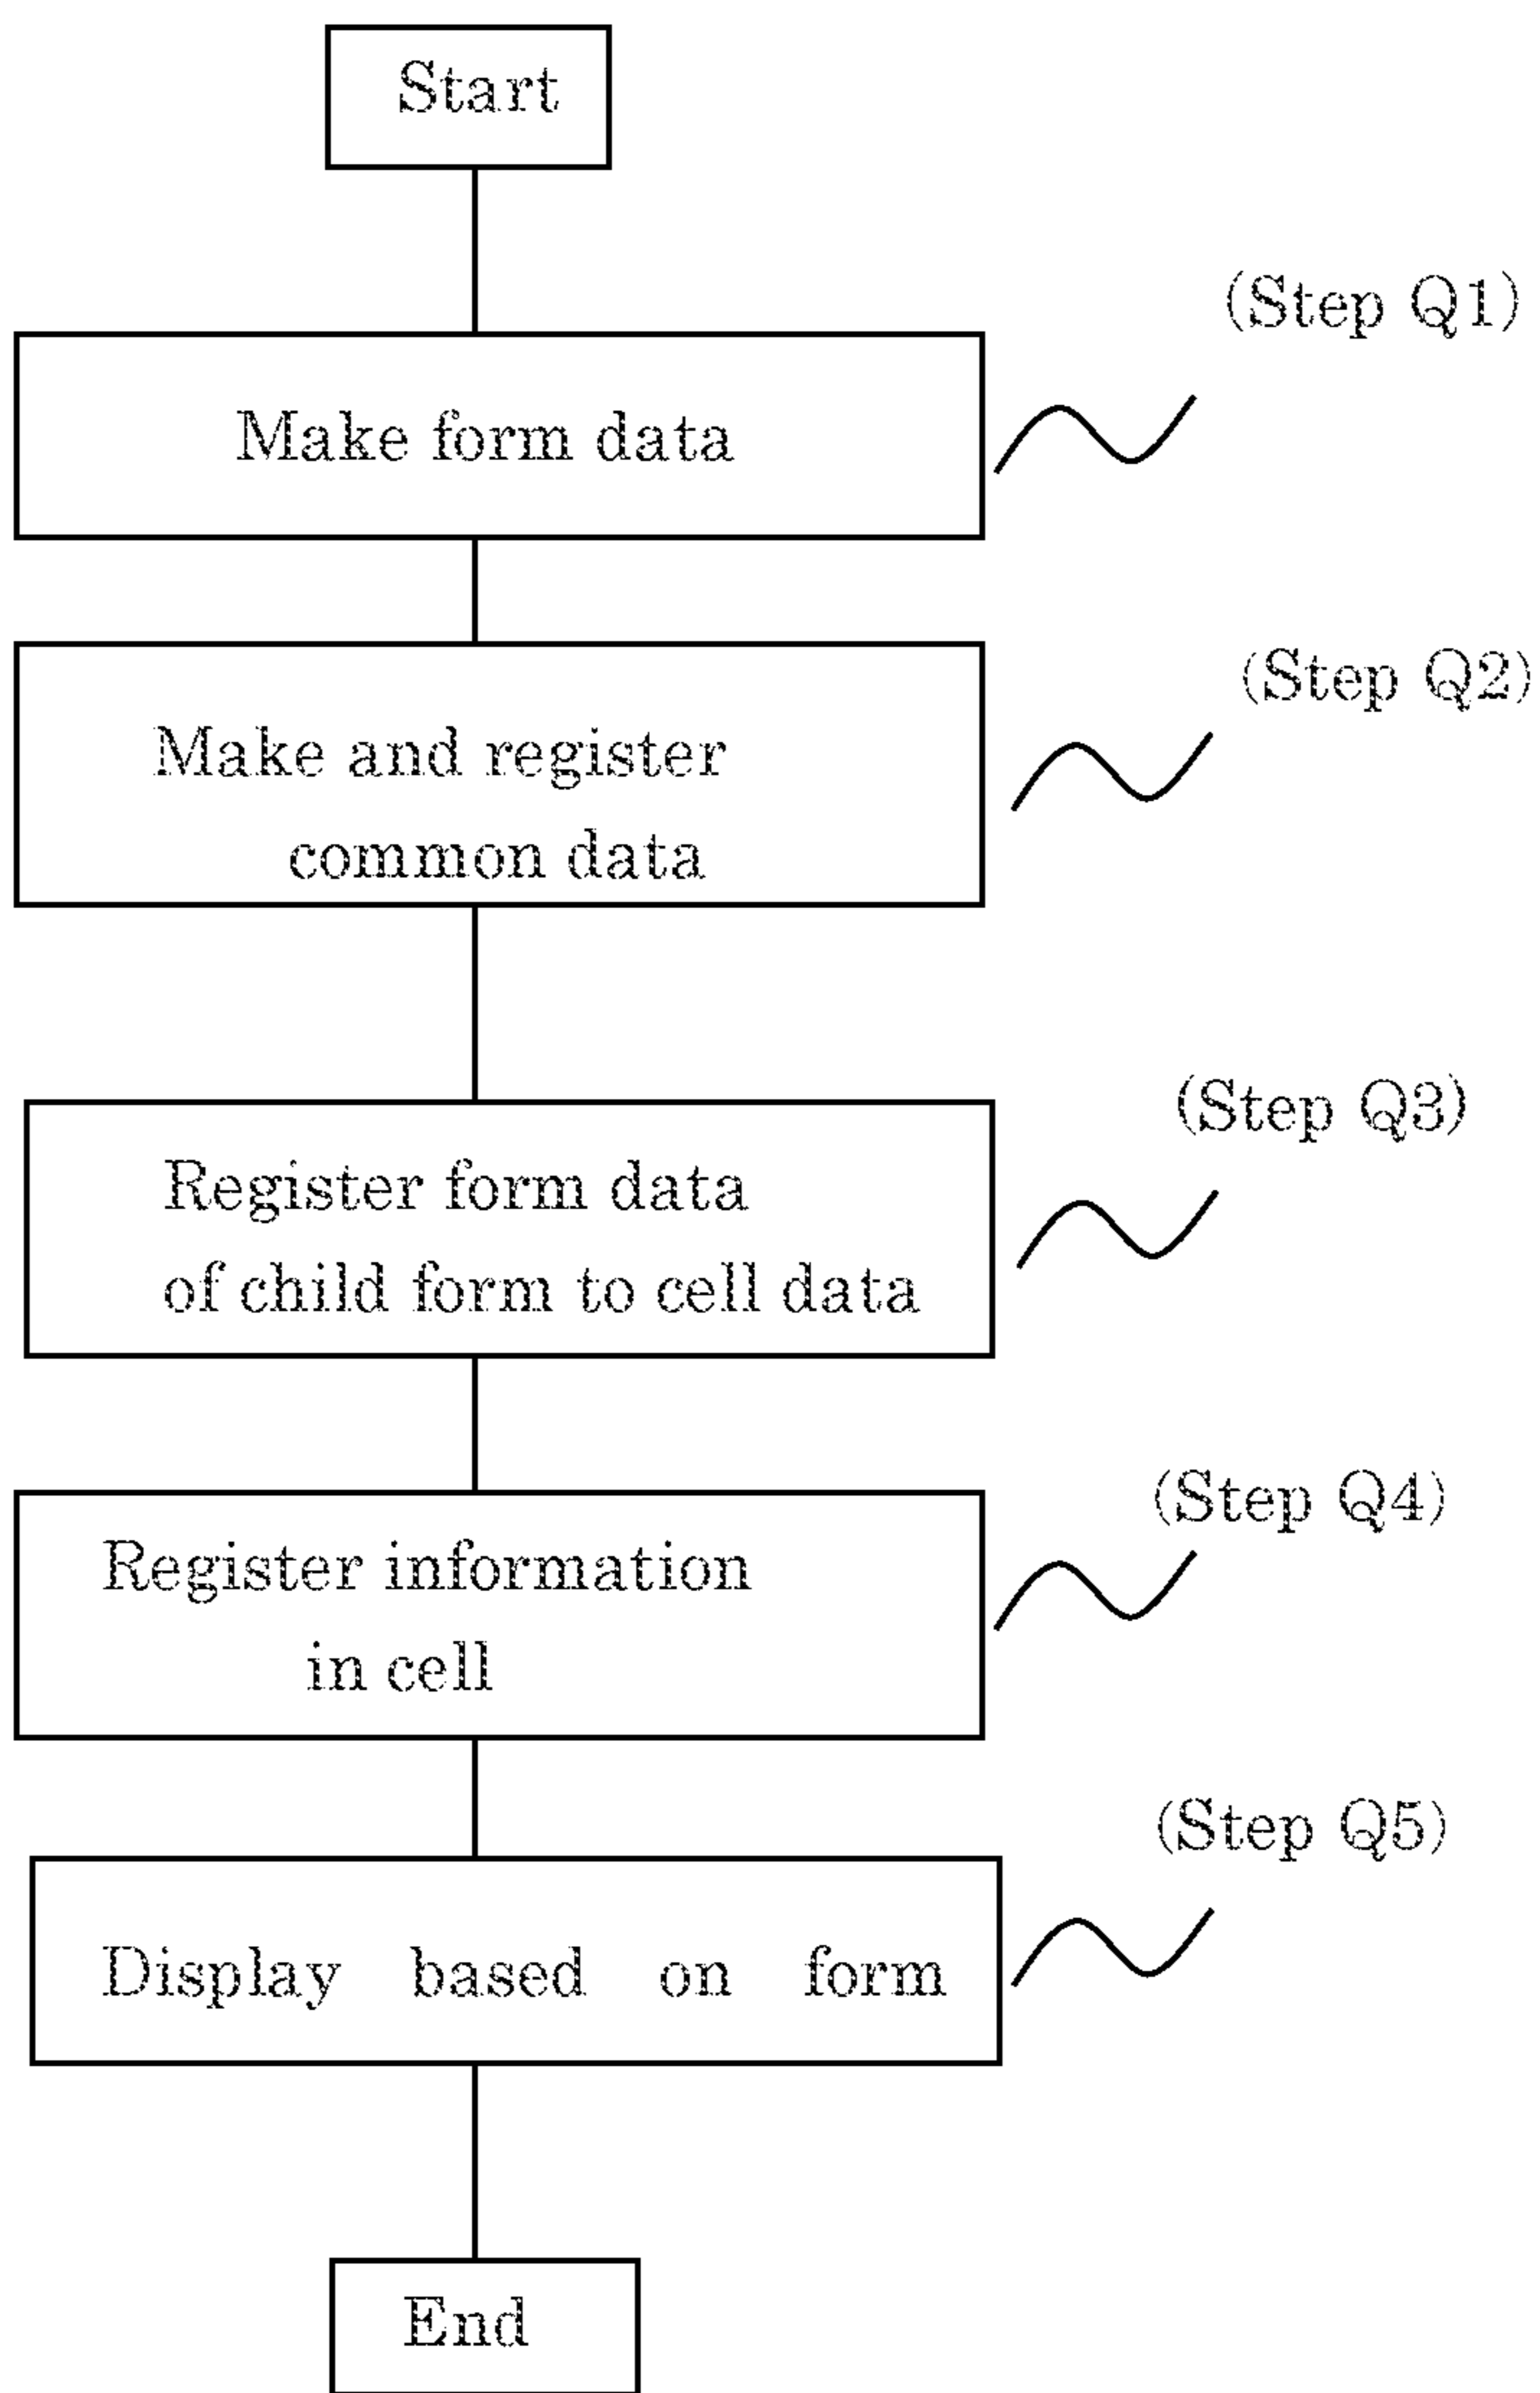 Start
(Step Q1)
Make form data
(Step Q2)
Make and register
common data
(Step Q3)
Register form data
of child form to cell data
(Step Q4)
Register information
in cell
(Step Q5)
Display based on form
End